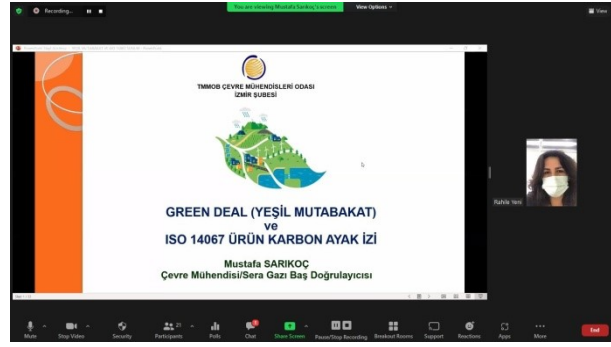 Recording...
You are viewing Mustafa Sarıkoç's screen
View Options
View
TMMOB ÇEVRE MÜHENDİSLERİ ODASI
İZMİR ŞUBESİ
GREEN DEAL (YEŞİL MUTABAKAT)
ve
ISO 14067 ÜRÜN KARBON AYAK İZİ
Mustafa SARIKOÇ
Çevre Mühendisi/Sera Gazı Baş Doğrulayıcısı
Rahile Yeni
Mute
Stop Video
Security
Participants
21
Polls
Chat
Share Screen
Pause/Stop Recording
Breakout Rooms
Support
Reactions
Apps
More
End